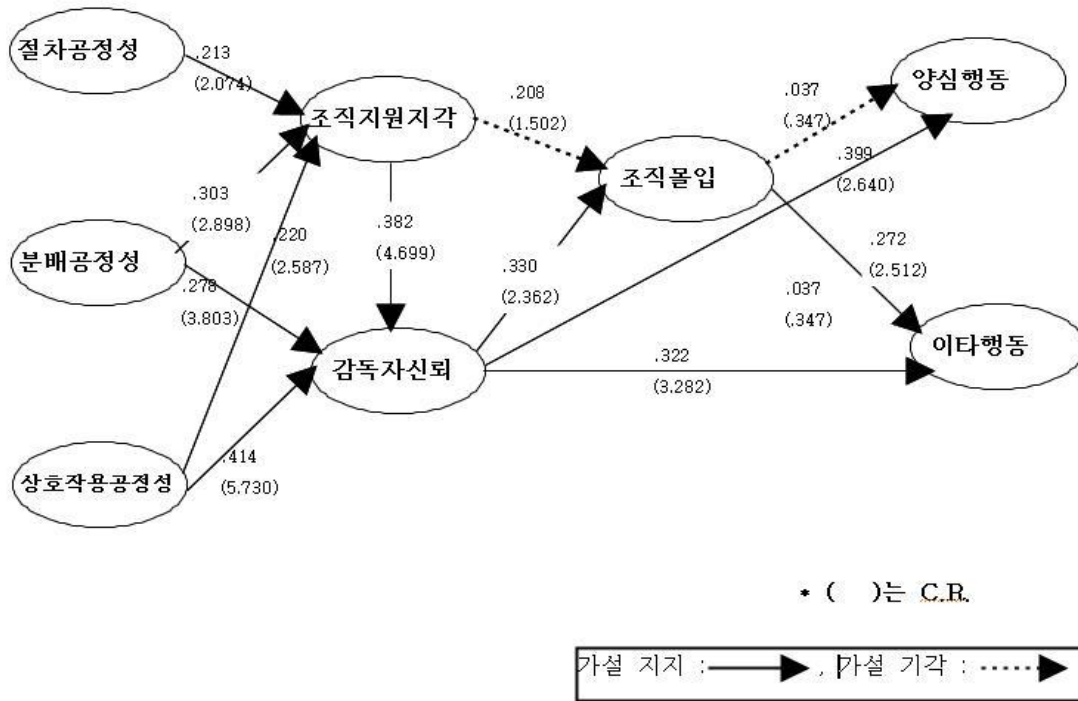 절차공정성
.213
(2.074)
조직지원지각
.208
(1.502)
.037
(.347)
양심행동
.303
(2.898)
.220
(2.587)
.382
(4.699)
조직몰입
.399
(2.640)
분배공정성
.278
(3.803)
.330
(2.362)
.272
(2.512)
.037
(.347)
감독자신뢰
.322
(3.282)
이타행동
상호작용공정성
.414
(5.730)
* ( )는 C.R.
가설 지지 : , 가설 기각 :